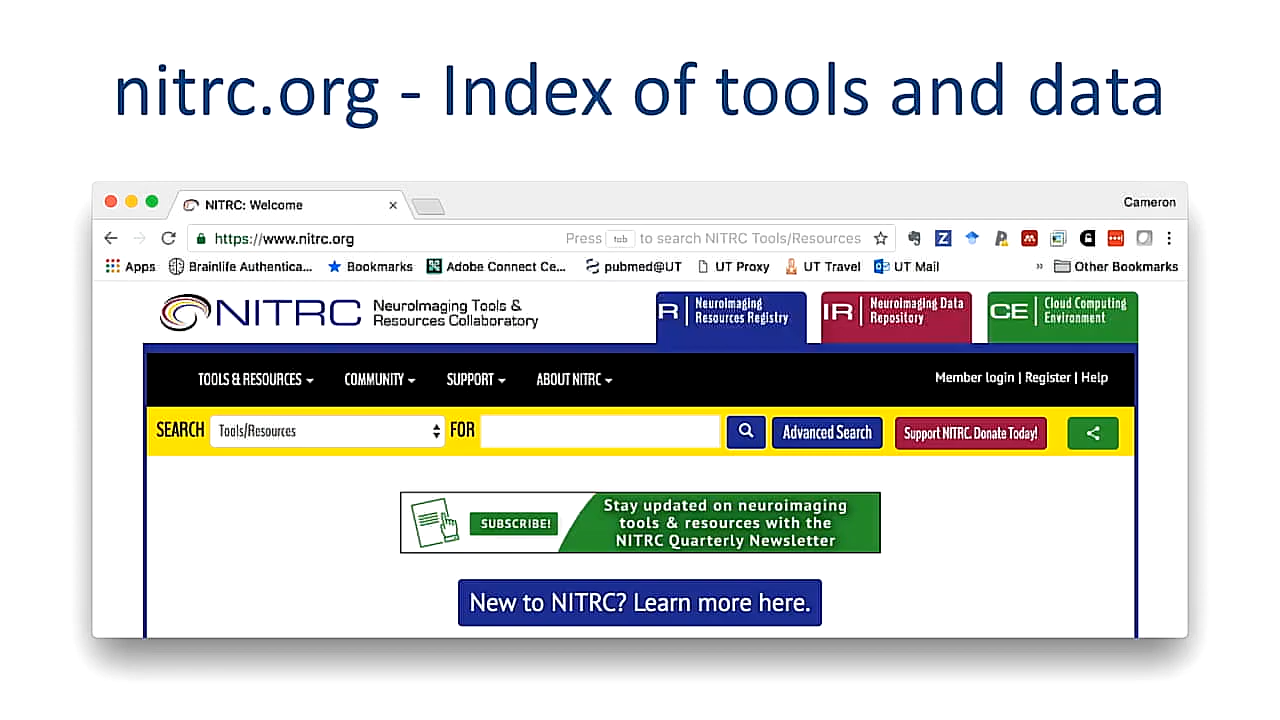 nitrc.org - Index of tools and data
NITRC: Welcome
Cameron
https://www.nitrc.org
Press tab to search NITRC Tools/Resources
Apps
Brainlife Authentica...
Bookmarks
Adobe Connect Ce...
pubmed@UT
UT Proxy
UT Travel
UT Mail
»
Other Bookmarks
NITRC
NeuroImaging Tools &
Resources Collaboratory
R
NeuroImaging
Resources Registry
IR
NeuroImaging Data
Repository
CE
Cloud Computing
Environment
TOOLS & RESOURCES
COMMUNITY
SUPPORT
ABOUT NITRC
Member login | Register | Help
SEARCH
Tools/Resources
FOR
Advanced Search
Support NITRC. Donate Today!
SUBSCRIBE!
Stay updated on neuroimaging
tools & resources with the
NITRC Quarterly Newsletter
New to NITRC? Learn more here.